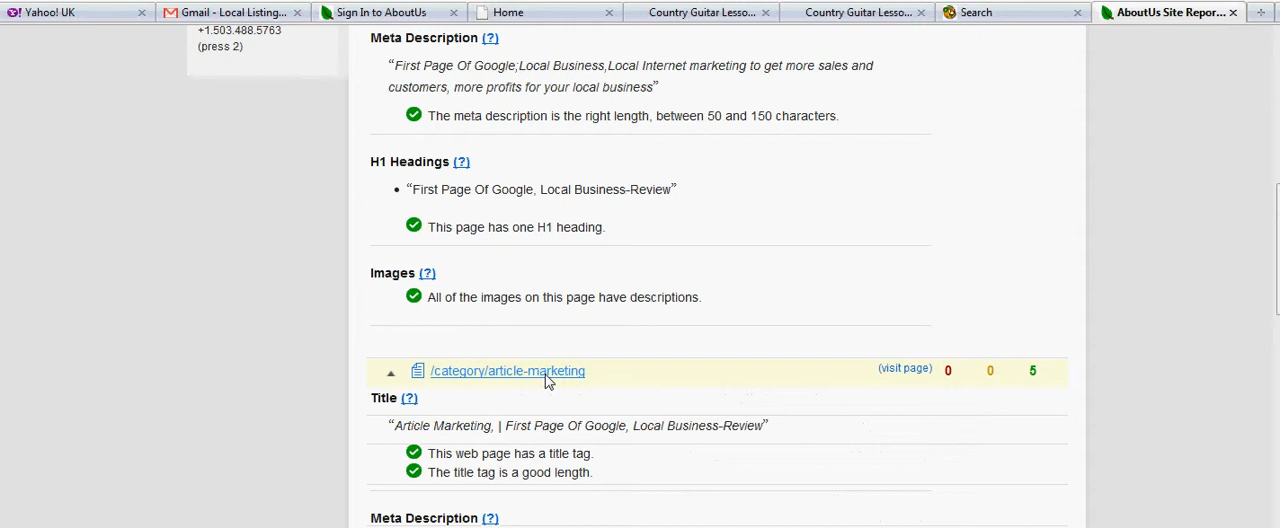 Yahoo! UK
Gmail - Local Listing...
Sign In to AboutUs
Home
Country Guitar Lesso...
Country Guitar Lesso...
Search
AboutUs Site Repor...
+1.503.488.5763
(press 2)
Meta Description (?)
“First Page Of Google,Local Business,Local Internet marketing to get more sales and
customers, more profits for your local business”
The meta description is the right length, between 50 and 150 characters.
H1 Headings (?)
“First Page Of Google, Local Business-Review”
This page has one H1 heading.
Images (?)
All of the images on this page have descriptions.
/category/article-marketing (visit page) 0 0 5
Title (?)
“Article Marketing, | First Page Of Google, Local Business-Review”
This web page has a title tag.
The title tag is a good length.
Meta Description (?)